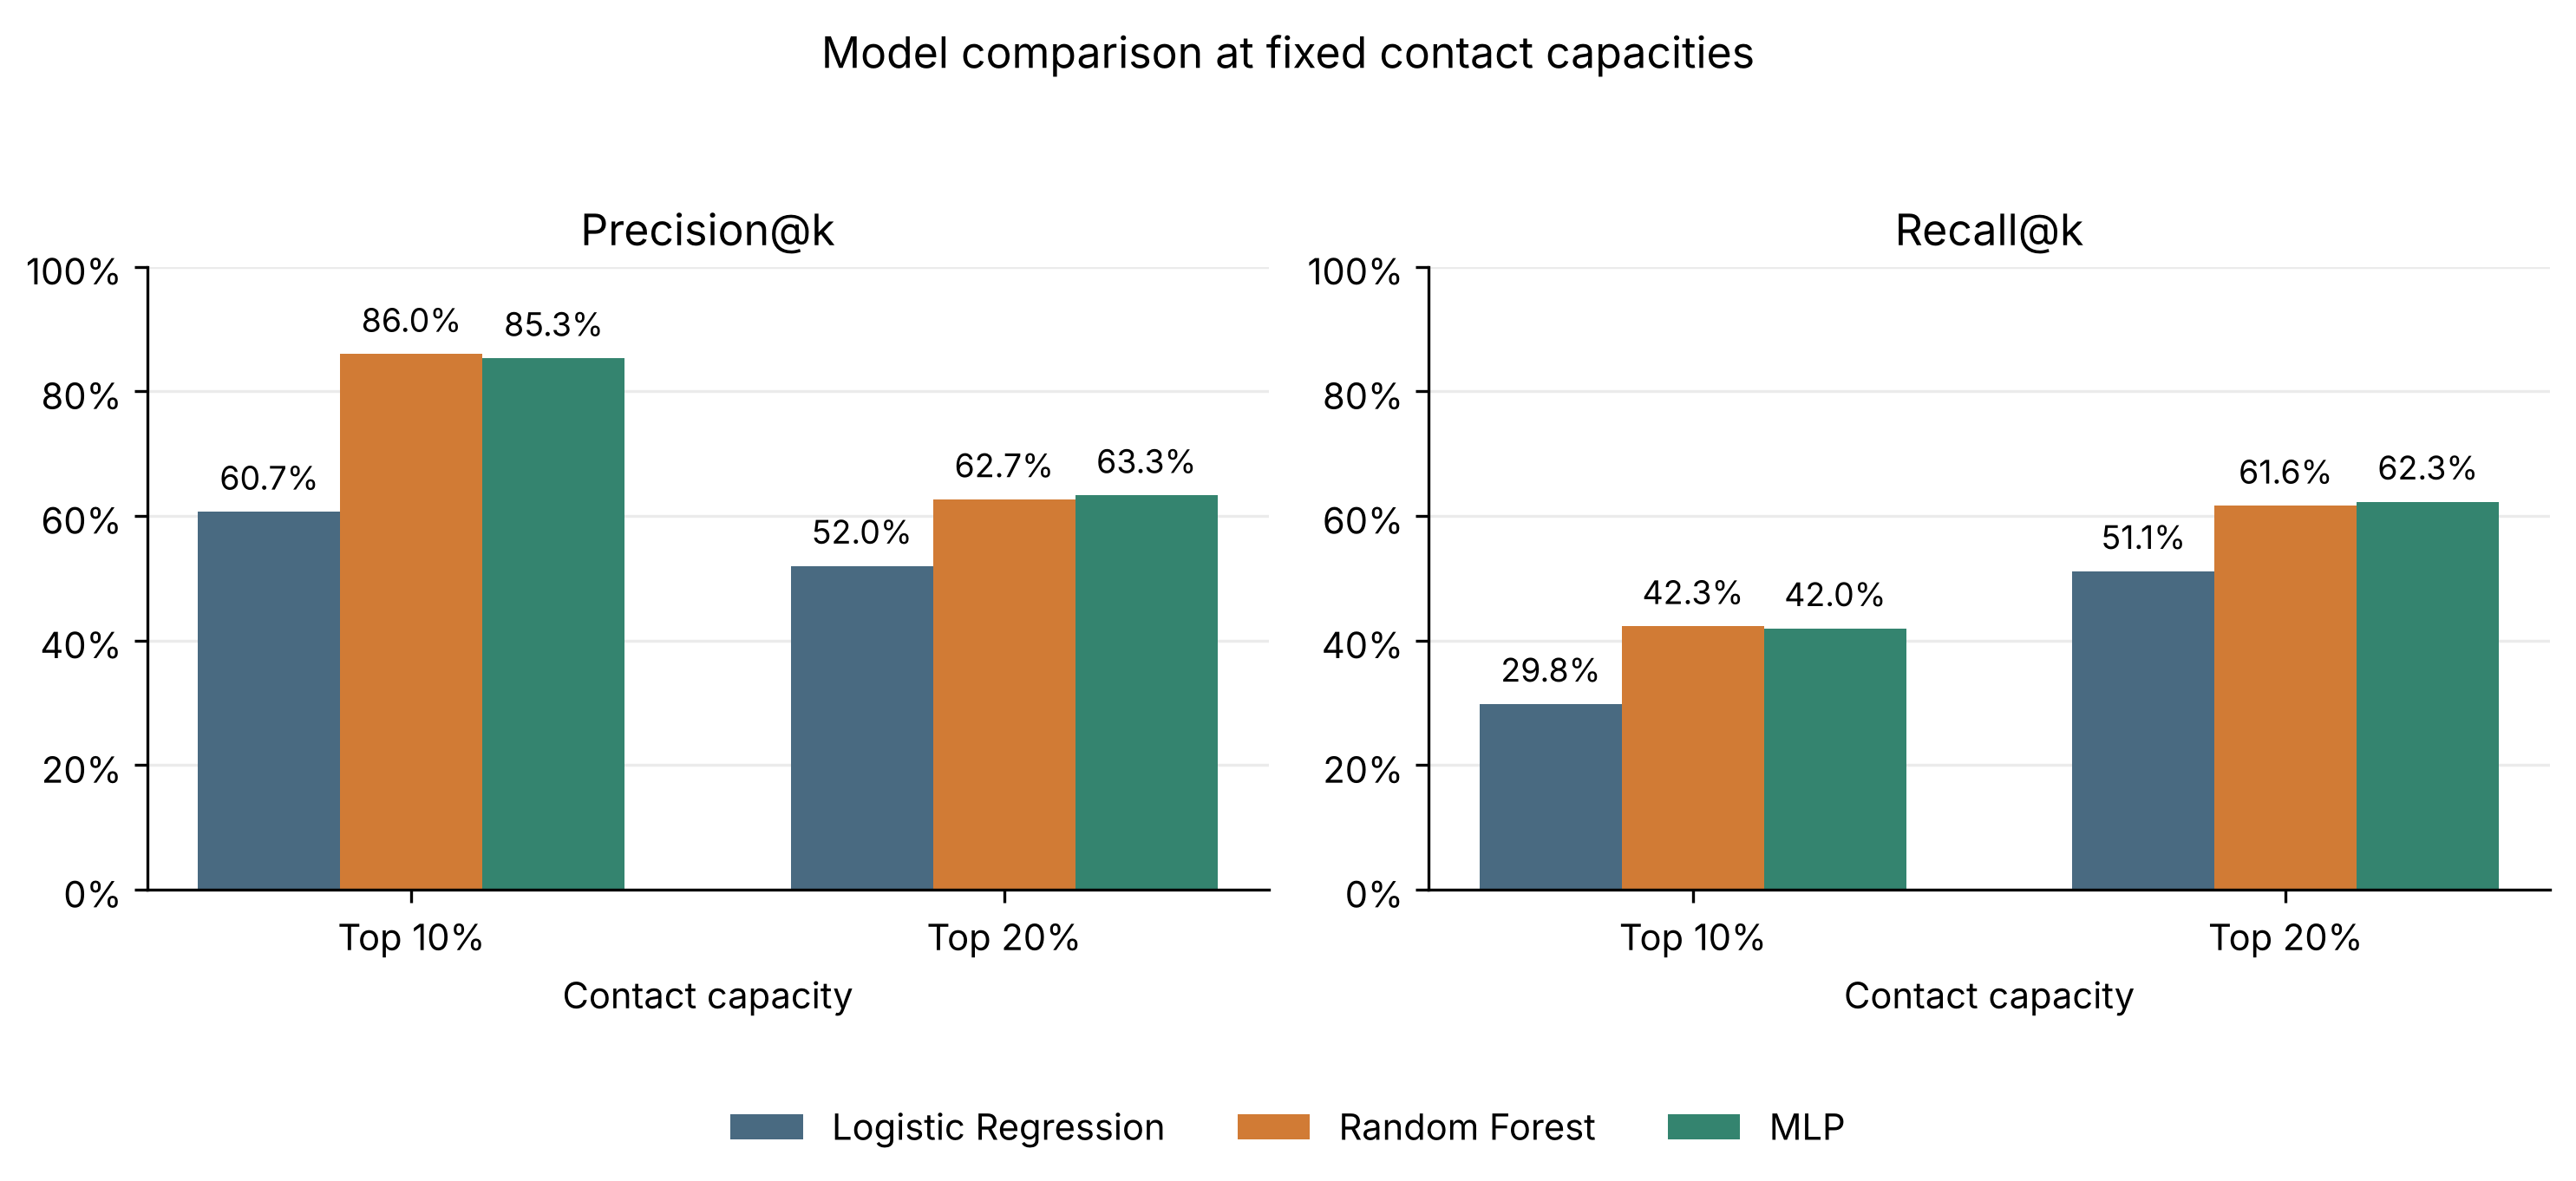 Model comparison at fixed contact capacities
Precision@k
100%
80%
60%
40%
20%
0%
60.7%
86.0%
85.3%
52.0%
62.7%
63.3%
Top 10%
Top 20%
Contact capacity
Recall@k
100%
80%
60%
40%
20%
0%
29.8%
42.3%
42.0%
51.1%
61.6%
62.3%
Top 10%
Top 20%
Contact capacity
Logistic Regression
Random Forest
MLP